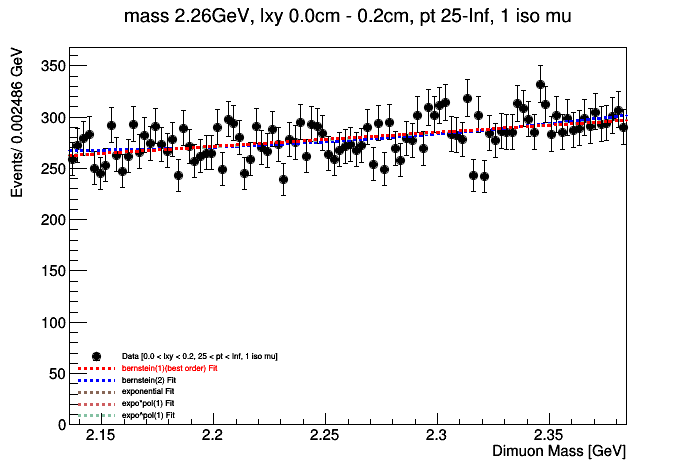 mass 2.26GeV, lxy 0.0cm - 0.2cm, pt 25-Inf, 1 iso mu
Events/ 0.002486 GeV
350
300
250
200
150
100
50
0
Data [0.0 < lxy < 0.2, 25 < pt < Inf, 1 iso mu]
bernstein(1)(best order) Fit
bernstein(2) Fit
exponential Fit
expo*pol(1) Fit
expo^pol(1) Fit
2.15 2.2 2.25 2.3 2.35
Dimuon Mass [GeV]